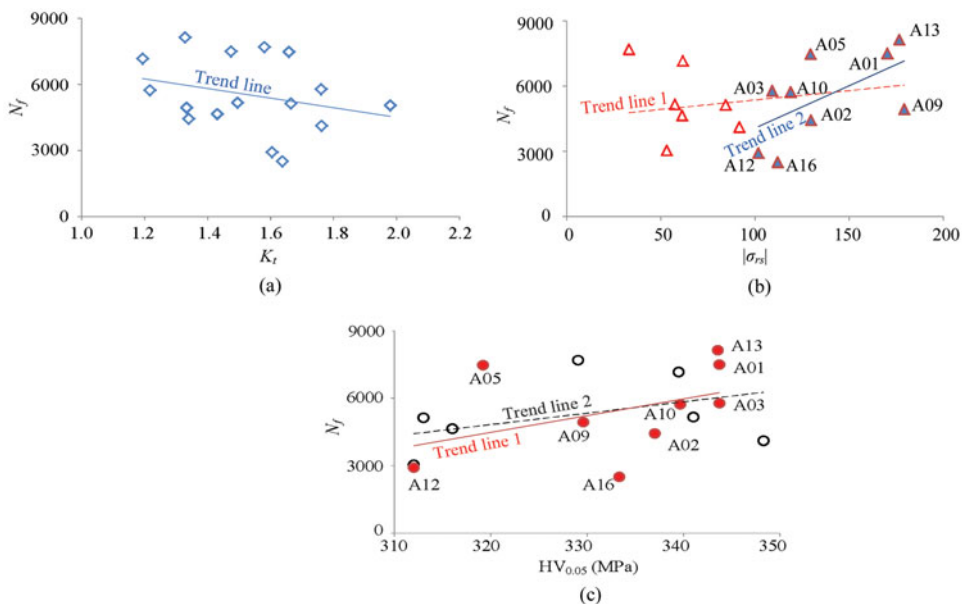 (a)
9000
6000
3000
0
N_f
Trend line
1.0 1.2 1.4 1.6 1.8 2.0 2.2
K_t
(a)
9000
6000
3000
0
N_f
A13
A05
A01
A03
A10
Trend line 1
A02
A09
Trend line 2
A12
A16
0 50 100 150 200
|σ_rs|
(b)
9000
6000
3000
0
N_f
A13
A05
A01
Trend line 2
A10
A03
A09
Trend line 1
A02
A12
A16
310 320 330 340 350
HV_0.05 (MPa)
(c)